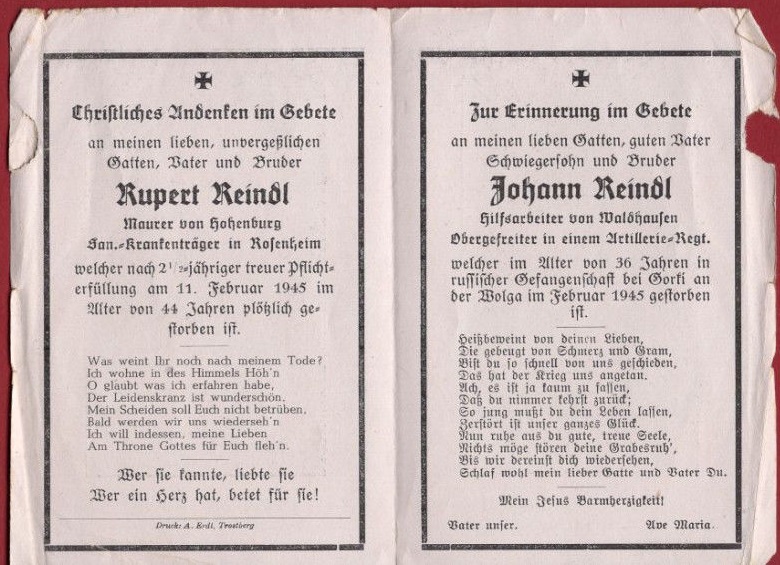 Christliches Andenken im Gebete
an meinen lieben, unvergeßlichen
Gatten, Vater und Bruder
Rupert Reindl
Maurer von Hohenburg
San.-Krankenträger in Rosenheim
welcher nach 2 1/2-jähriger treuer Pflicht-
erfüllung am 11. Februar 1945 im
Alter von 44 Jahren plötzlich ge-
storben ist.
Was weint Ihr noch nach meinem Tode?
Ich wohne in des Himmels Höh'n
O glaubt was ich erfahren habe,
Der Leidenskranz ist wunderschön.
Mein Scheiden soll Euch nicht betrüben,
Bald werden wir uns wiederseh'n
Ich will indessen, meine Lieben
Am Throne Gottes für Euch fleh'n.
Wer sie kannte, liebte sie
Wer ein Herz hat, betet für sie!
Druck: A. Erdl, Trostberg
Zur Erinnerung im Gebete
an meinen lieben Gatten, guten Vater
Schwiegersohn und Bruder
Johann Reindl
Hilfsarbeiter von Waldhausen
Obergefreiter in einem Artillerie-Regt.
welcher im Alter von 36 Jahren in
russischer Gefangenschaft bei Gorki an
der Wolga im Februar 1945 gestorben
ist.
Heißbeweint von deinen Lieben,
Die gebeugt von Schmerz und Gram,
Bist du so schnell von uns geschieden,
Das hat der Krieg uns angetan.
Ach, es ist ja kaum zu fassen,
Daß du nimmer kehrst zurück;
So jung mußt du dein Leben lassen,
Zerstört ist unser ganzes Glück.
Nun ruhe aus du gute, treue Seele,
Nichts möge stören deine Grabesruh',
Bis wir dereinst dich wiedersehen,
Schlaf wohl mein lieber Gatte und Vater Du.
Mein Jesus Barmherzigkeit!
Vater unser. Ave Maria.